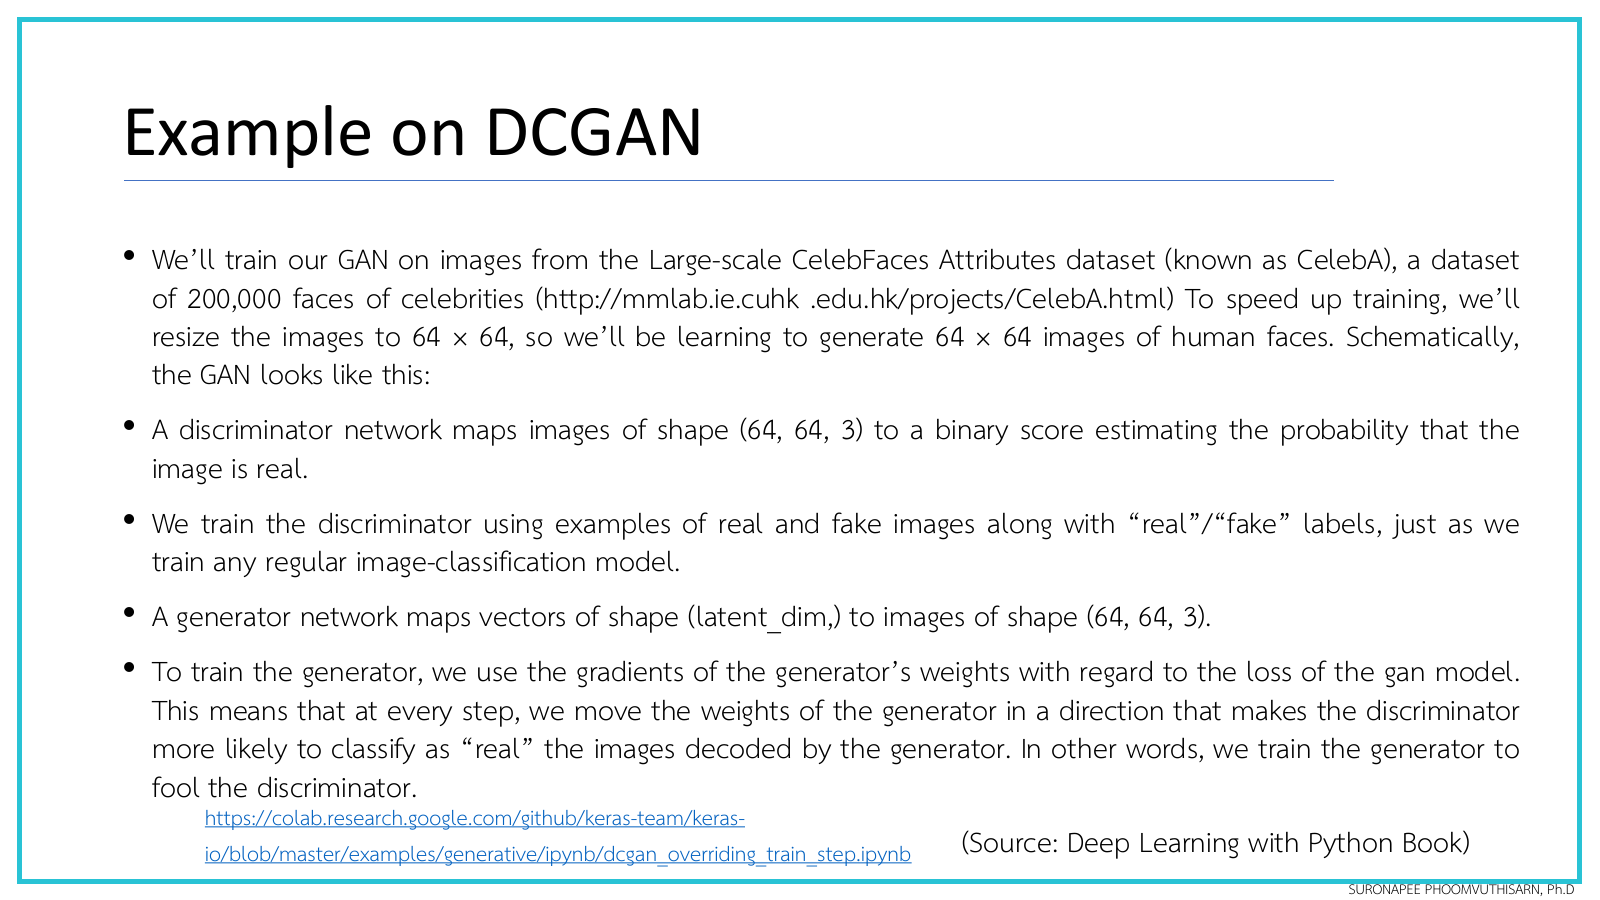 Example on DCGAN
• We’ll train our GAN on images from the Large-scale CelebFaces Attributes dataset (known as CelebA), a dataset
of 200,000 faces of celebrities (http://mmlab.ie.cuhk .edu.hk/projects/CelebA.html) To speed up training, we’ll
resize the images to 64 × 64, so we’ll be learning to generate 64 × 64 images of human faces. Schematically,
the GAN looks like this:
• A discriminator network maps images of shape (64, 64, 3) to a binary score estimating the probability that the
image is real.
• We train the discriminator using examples of real and fake images along with “real”/“fake” labels, just as we
train any regular image-classification model.
• A generator network maps vectors of shape (latent_dim,) to images of shape (64, 64, 3).
• To train the generator, we use the gradients of the generator’s weights with regard to the loss of the gan model.
This means that at every step, we move the weights of the generator in a direction that makes the discriminator
more likely to classify as “real” the images decoded by the generator. In other words, we train the generator to
fool the discriminator.
https://colab.research.google.com/github/keras-team/keras-
io/blob/master/examples/generative/ipynb/dcgan_overriding_train_step.ipynb
(Source: Deep Learning with Python Book)
SURONAPEE PHOOMVUTHISARN, Ph.D